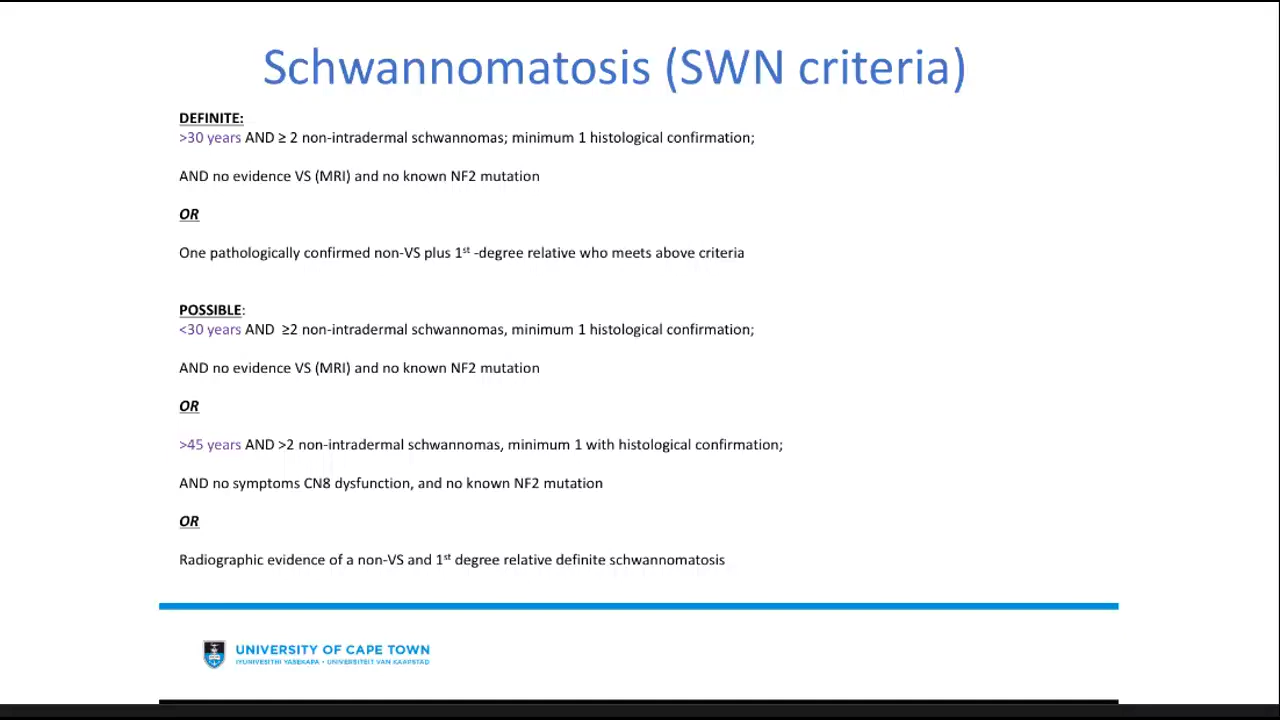 Schwannomatosis (SWN criteria)
DEFINITE:
>30 years AND ≥ 2 non-intradermal schwannomas; minimum 1 histological confirmation;
AND no evidence VS (MRI) and no known NF2 mutation
OR
One pathologically confirmed non-VS plus 1st -degree relative who meets above criteria
POSSIBLE:
<30 years AND ≥2 non-intradermal schwannomas, minimum 1 histological confirmation;
AND no evidence VS (MRI) and no known NF2 mutation
OR
>45 years AND >2 non-intradermal schwannomas, minimum 1 with histological confirmation;
AND no symptoms CN8 dysfunction, and no known NF2 mutation
OR
Radiographic evidence of a non-VS and 1st degree relative definite schwannomatosis
UNIVERSITY OF CAPE TOWN
IYUNIVESITHI YASEKAPA • UNIVERSITEIT VAN KAAPSTAD